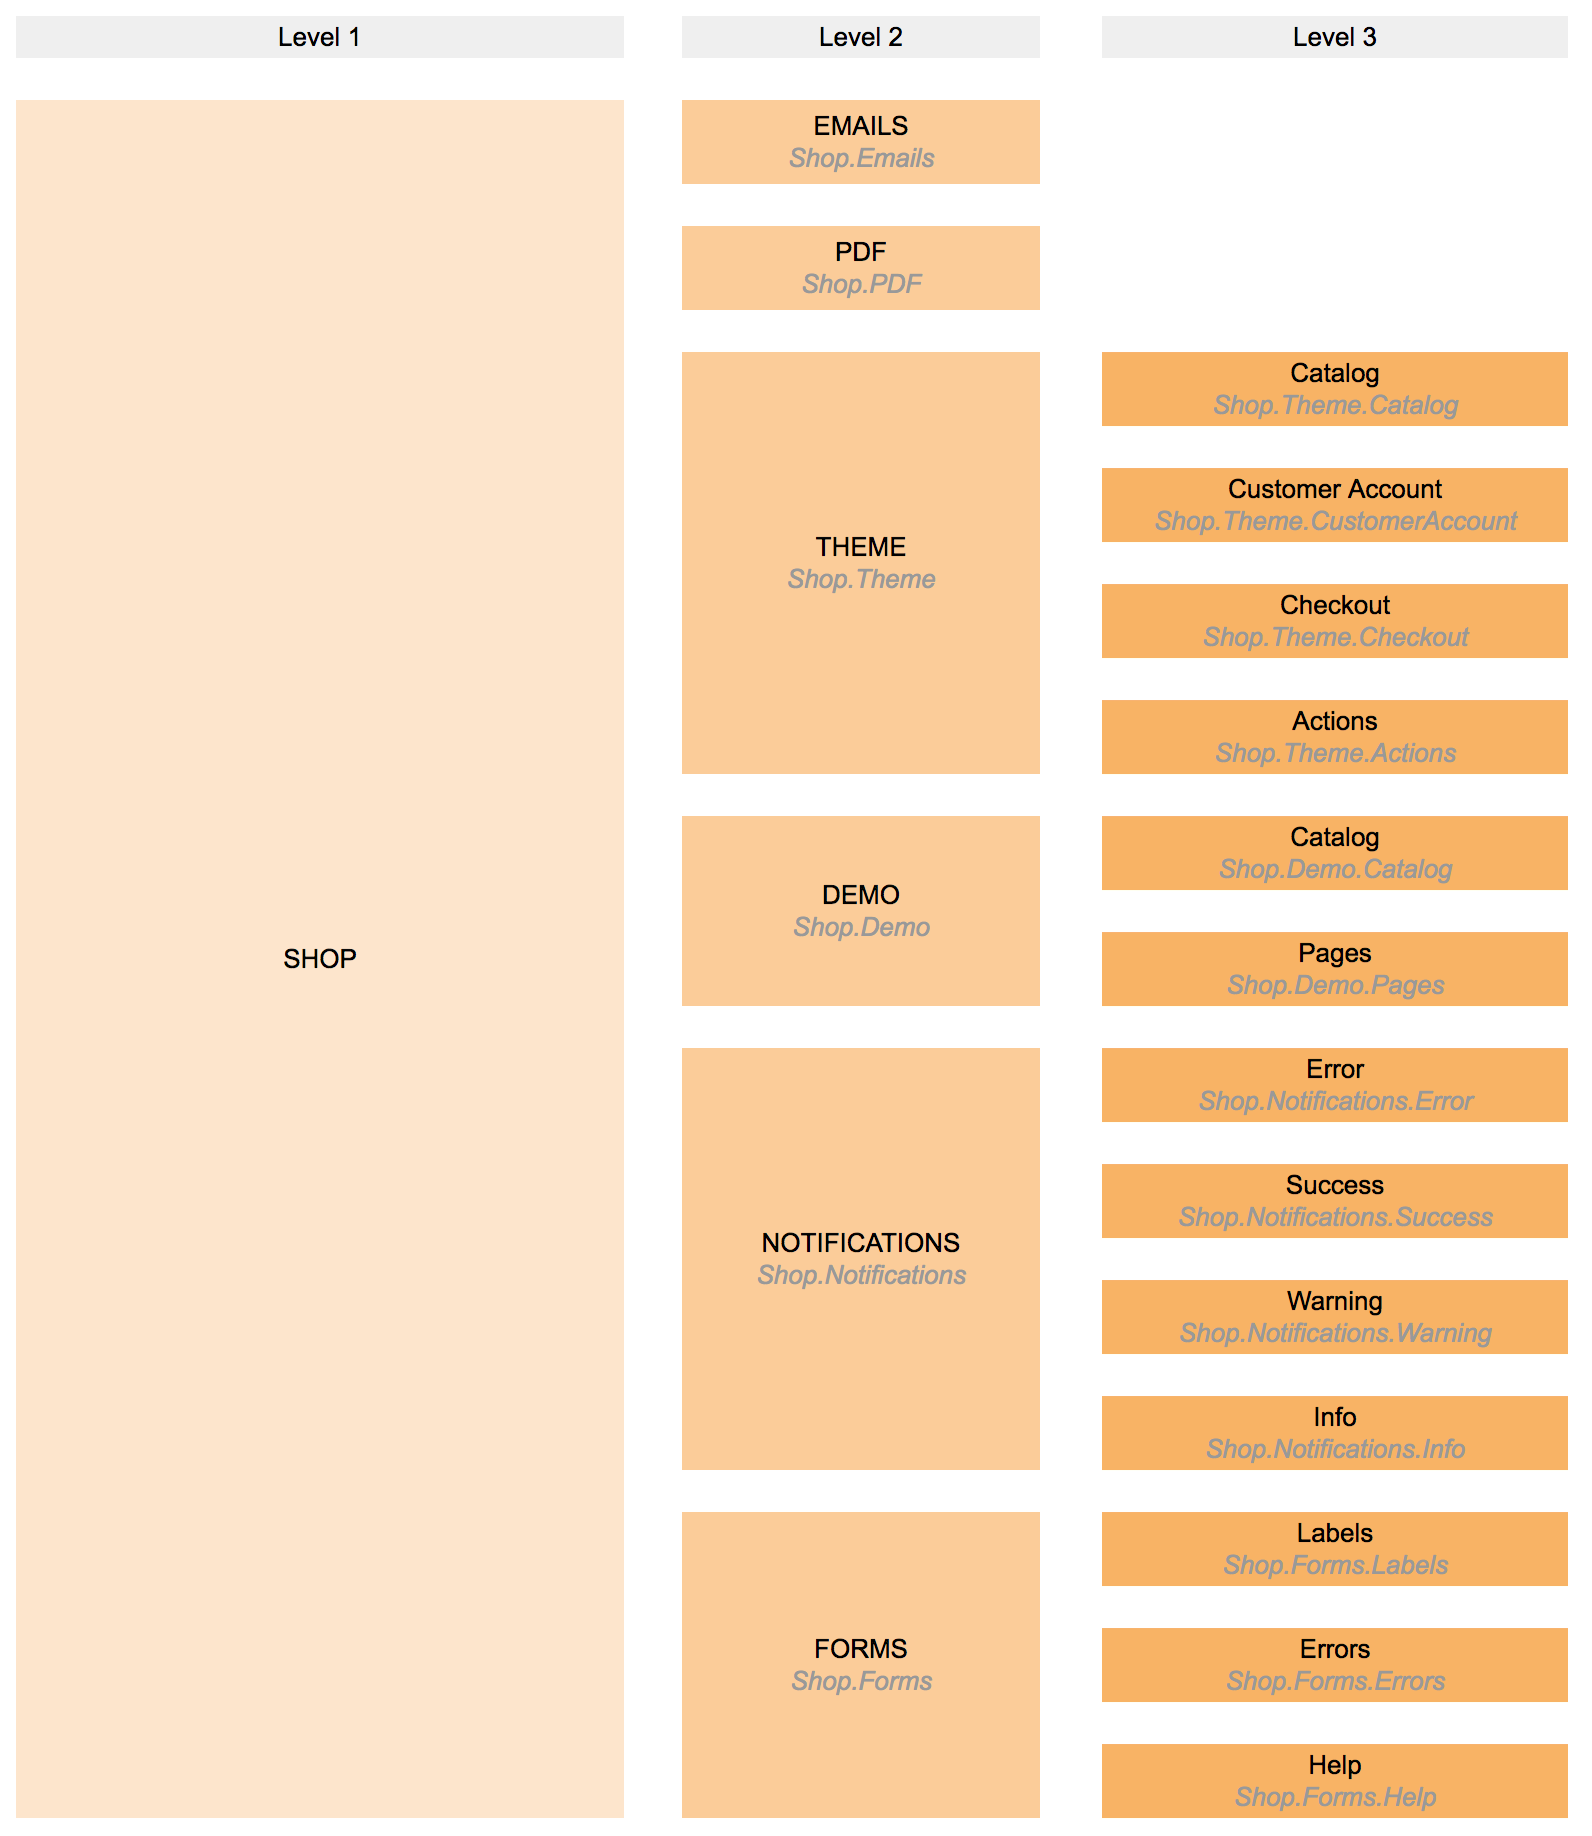 Level 1
Level 2
Level 3
SHOP
EMAILS
Shop.Emails
PDF
Shop.PDF
THEME
Shop.Theme
Catalog
Shop.Theme.Catalog
Customer Account
Shop.Theme.CustomerAccount
Checkout
Shop.Theme.Checkout
Actions
Shop.Theme.Actions
DEMO
Shop.Demo
Catalog
Shop.Demo.Catalog
Pages
Shop.Demo.Pages
NOTIFICATIONS
Shop.Notifications
Error
Shop.Notifications.Error
Success
Shop.Notifications.Success
Warning
Shop.Notifications.Warning
Info
Shop.Notifications.Info
FORMS
Shop.Forms
Labels
Shop.Forms.Labels
Errors
Shop.Forms.Errors
Help
Shop.Forms.Help